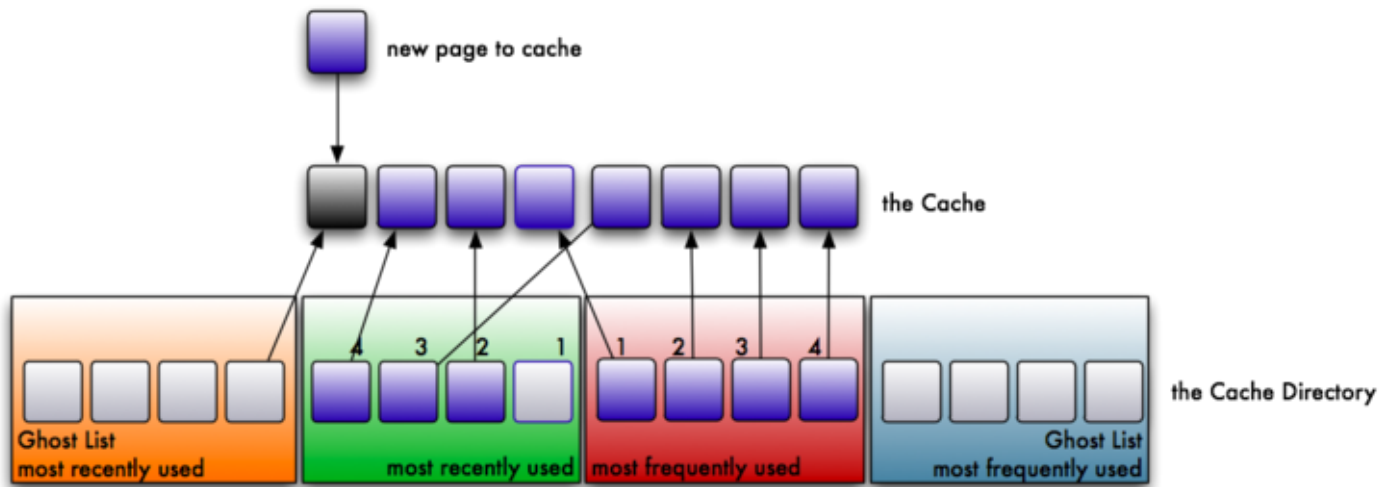 new page to cache
the Cache
4 3 2 1 1 2 3 4
the Cache Directory
Ghost List
most recently used
most recently used
most frequently used
Ghost List
most frequently used